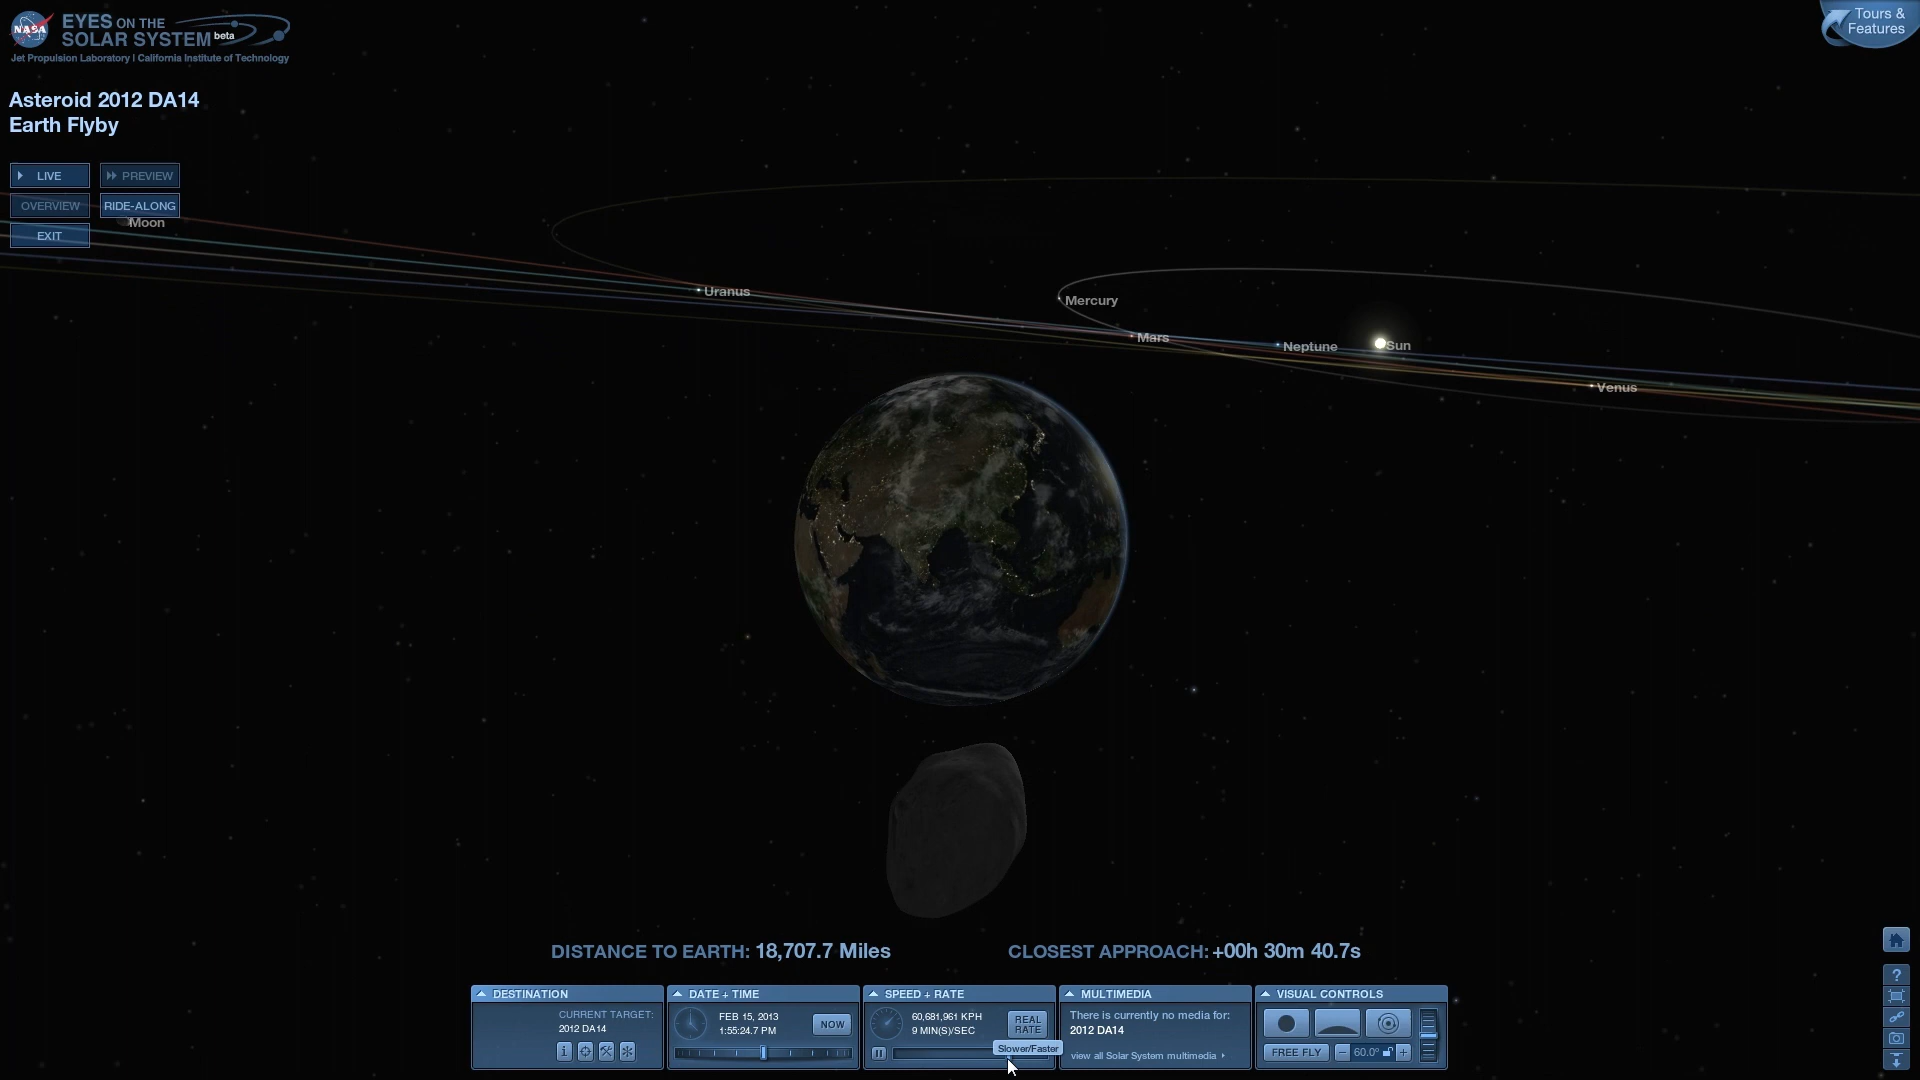 NASA
EYES ON THE
SOLAR SYSTEM beta
Jet Propulsion Laboratory | California Institute of Technology
Tours &
Features
Asteroid 2012 DA14
Earth Flyby
LIVE
PREVIEW
OVERVIEW
RIDE-ALONG
EXIT
Moon
Uranus
Mercury
Mars
Neptune
Sun
Venus
DISTANCE TO EARTH: 18,707.7 Miles
CLOSEST APPROACH: +00h 30m 40.7s
DESTINATION
CURRENT TARGET:
2012 DA14
DATE + TIME
FEB 15, 2013
1:55:24.7 PM
NOW
SPEED + RATE
60,681,961 KPH
9 MIN(S)/SEC
REAL
RATE
Slower/Faster
MULTIMEDIA
There is currently no media for:
2012 DA14
view all Solar System multimedia
VISUAL CONTROLS
FREE FLY
60.0°
?